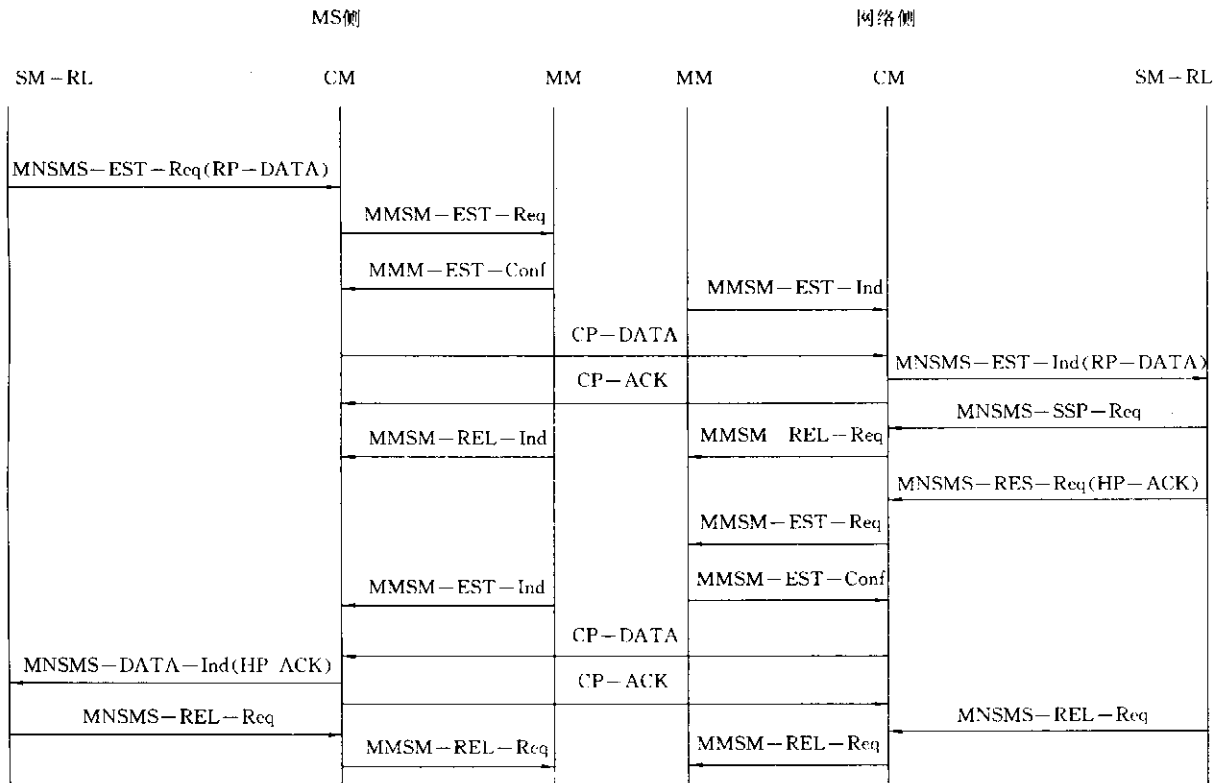 MS侧 网络侧
SM-RL CM MM MM CM SM-RL
MNSMS-EST-Req(RP-DATA)
MMSM-EST-Req
MMM-EST-Conf
MMSM-EST-Ind
CP-DATA
MNSMS-EST-Ind(RP-DATA)
CP-ACK
MNSMS-SSP-Req
MMSM-REL-Ind
MMSM REL-Req
MNSMS-RES-Req(HP-ACK)
MMSM-EST-Req
MMSM-EST-Conf
MMSM-EST-Ind
CP-DATA
MNSMS-DATA-Ind(HP ACK)
CP-ACK
MNSMS-REL-Req
MNSMS-REL-Req
MMSM-REL-Req
MMSM-REL-Req